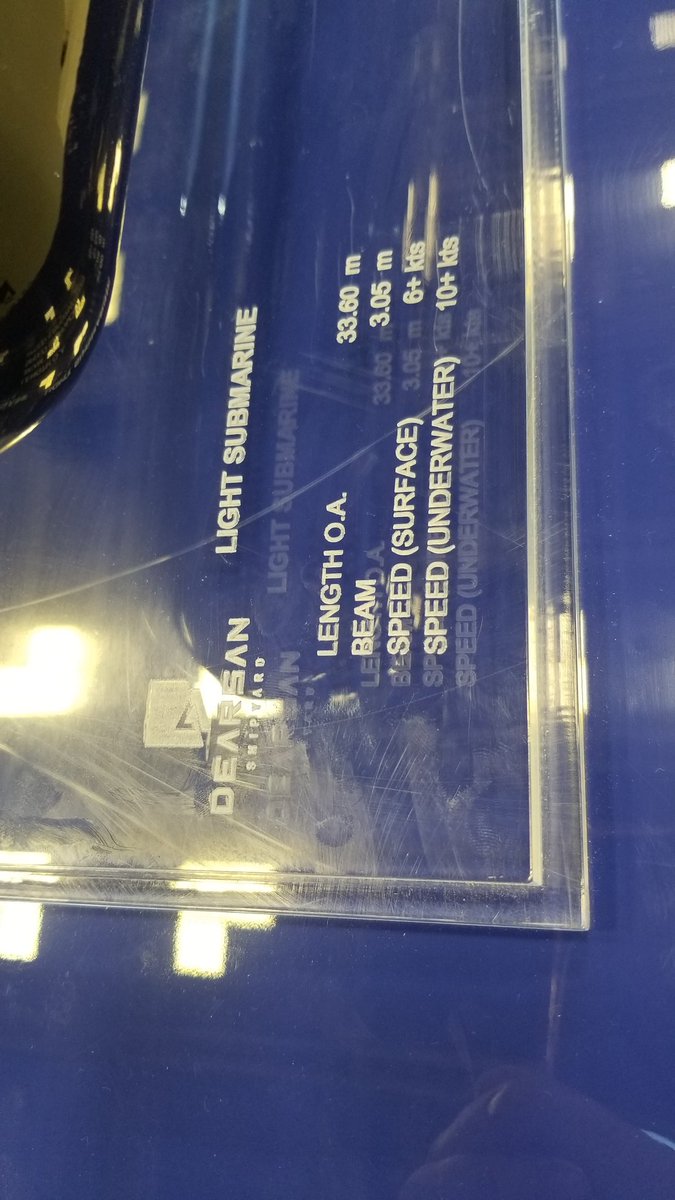 DEARSAN
SHIPYARD
LIGHT SUBMARINE
LENGTH O.A. 33.60 m
BEAM 3.05 m
SPEED (SURFACE) 6+ kts
SPEED (UNDERWATER) 10+ kts